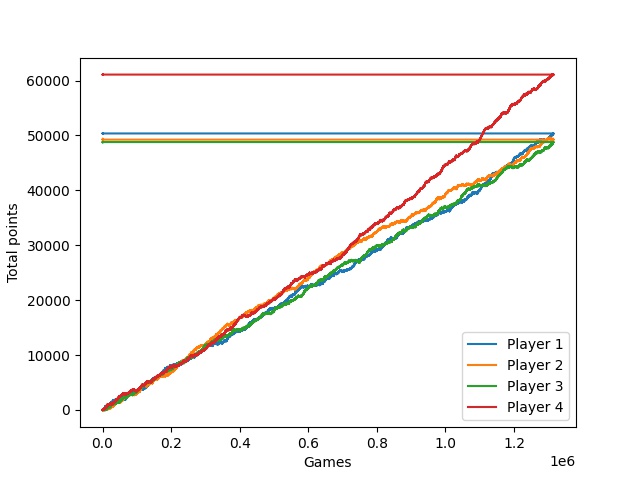 60000
50000
40000
30000
20000
10000
0
Total points
0.0 0.2 0.4 0.6 0.8 1.0 1.2
1e6
Games
Player 1
Player 2
Player 3
Player 4